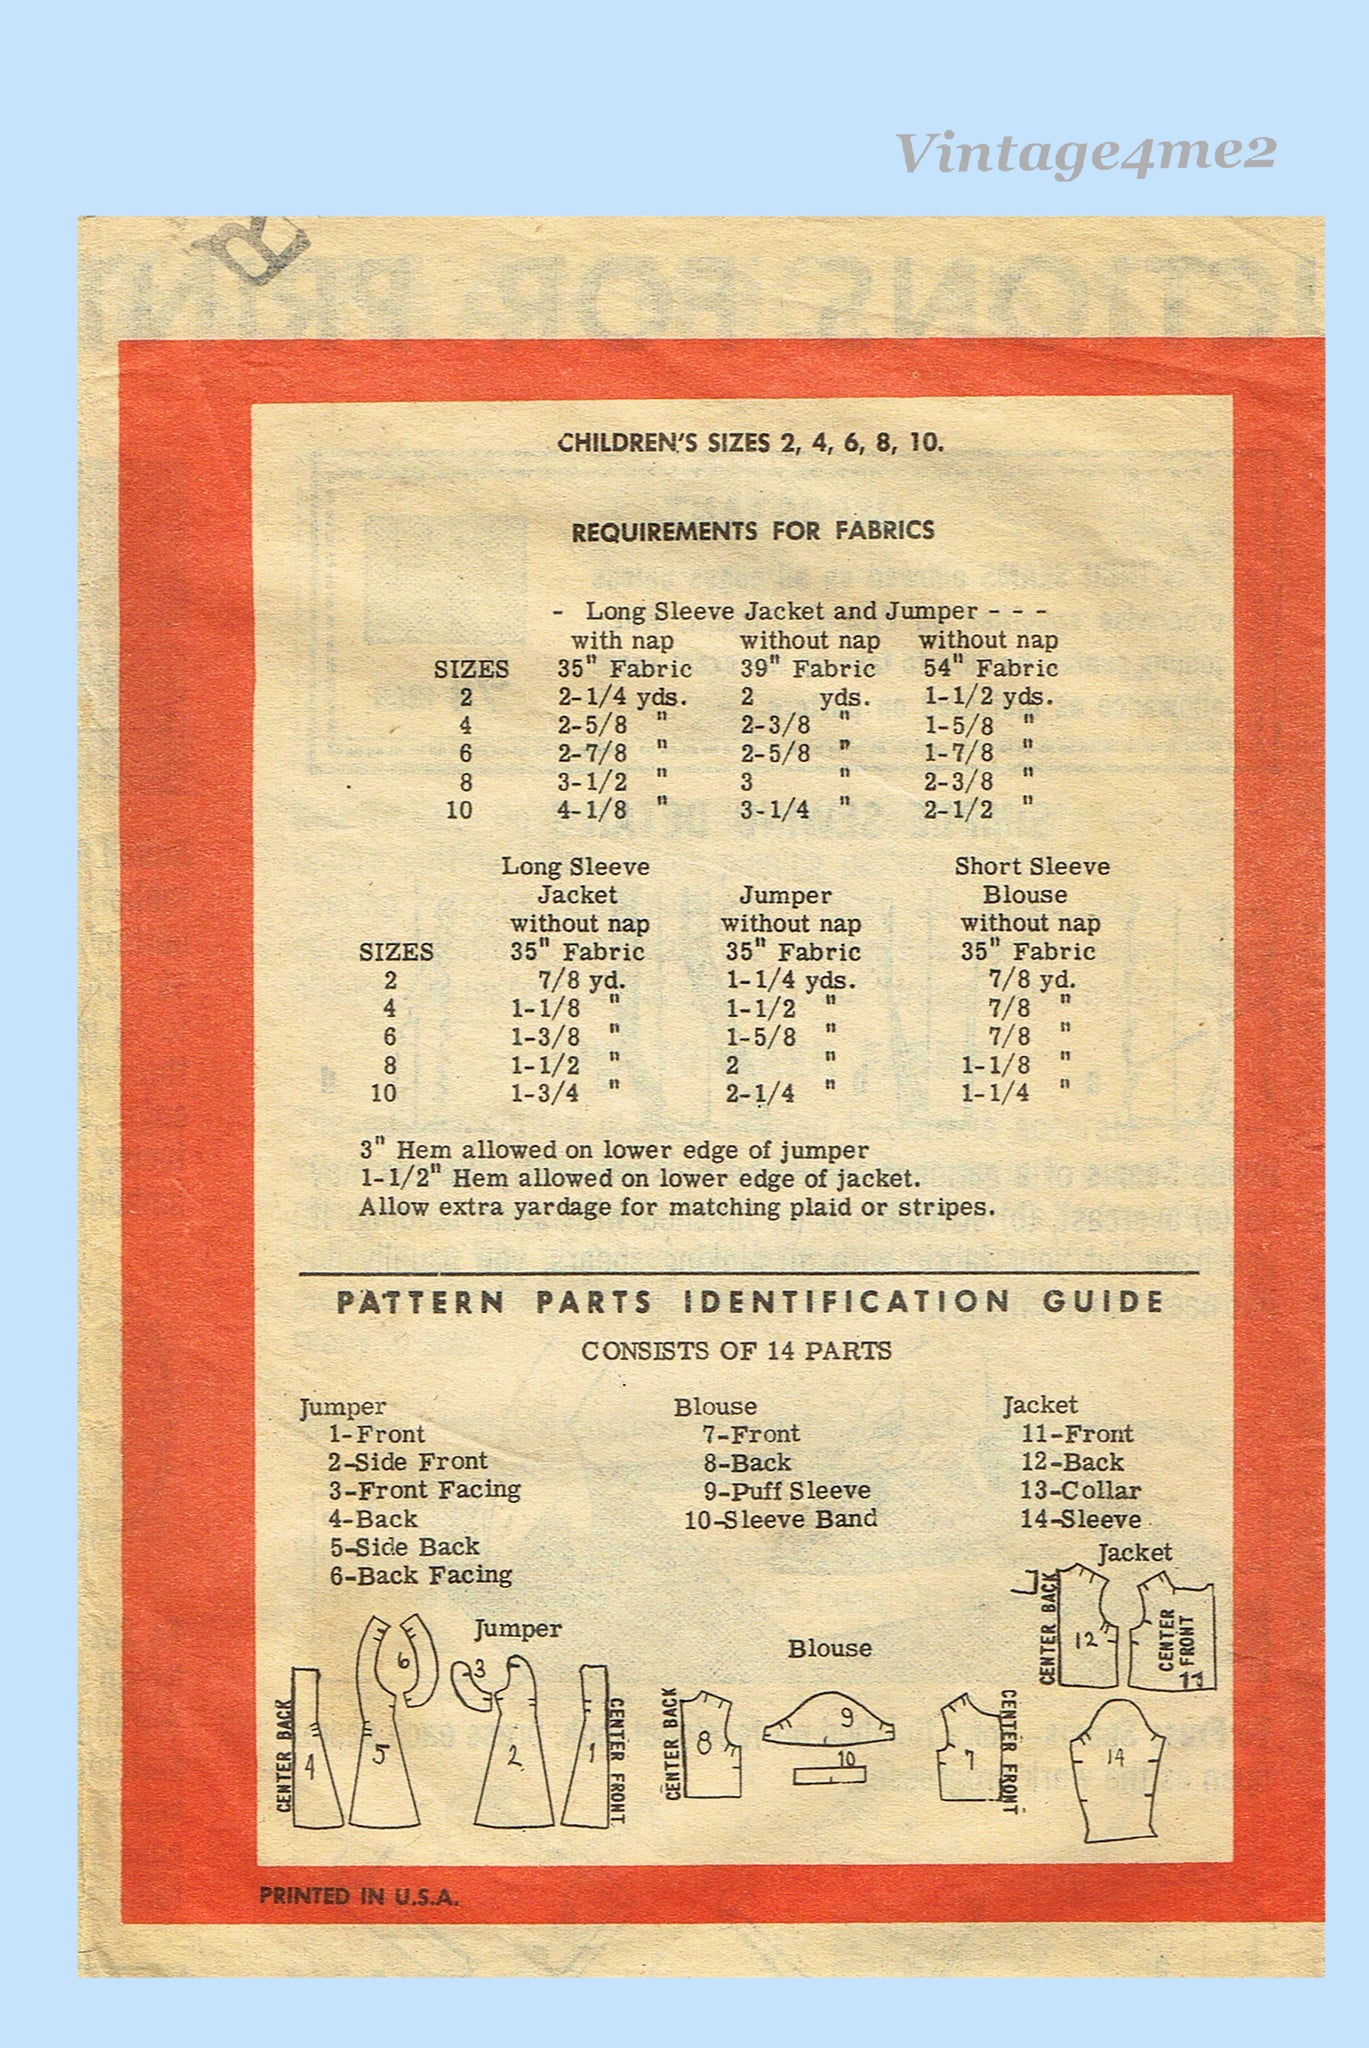 Vintage4me2
R
CTIONS FOR PRIN
CHILDREN'S SIZES 2, 4, 6, 8, 10.
REQUIREMENTS FOR FABRICS
- Long Sleeve Jacket and Jumper - - -
with nap without nap without nap
SIZES 35" Fabric 39" Fabric 54" Fabric
2 2-1/4 yds. 2 yds. 1-1/2 yds.
4 2-5/8 " 2-3/8 " 1-5/8 "
6 2-7/8 " 2-5/8 " 1-7/8 "
8 3-1/2 " 3 " 2-3/8 "
10 4-1/8 " 3-1/4 " 2-1/2 "
Long Sleeve Short Sleeve
Jacket Jumper Blouse
without nap without nap without nap
SIZES 35" Fabric 35" Fabric 35" Fabric
2 7/8 yd. 1-1/4 yds. 7/8 yd.
4 1-1/8 " 1-1/2 " 7/8 "
6 1-3/8 " 1-5/8 " 7/8 "
8 1-1/2 " 2 " 1-1/8 "
10 1-3/4 " 2-1/4 " 1-1/4 "
3" Hem allowed on lower edge of jumper
1-1/2" Hem allowed on lower edge of jacket.
Allow extra yardage for matching plaid or stripes.
PATTERN PARTS IDENTIFICATION GUIDE
CONSISTS OF 14 PARTS
Jumper Blouse Jacket
1-Front 7-Front 11-Front
2-Side Front 8-Back 12-Back
3-Front Facing 9-Puff Sleeve 13-Collar
4-Back 10-Sleeve Band 14-Sleeve
5-Side Back
6-Back Facing
Jumper
CENTER BACK
4
5
6
3
2
1
CENTER FRONT
Blouse
CENTER BACK
8
9
10
7
CENTER FRONT
Jacket
CENTER BACK
12
CENTER FRONT
11
14
PRINTED IN U.S.A.